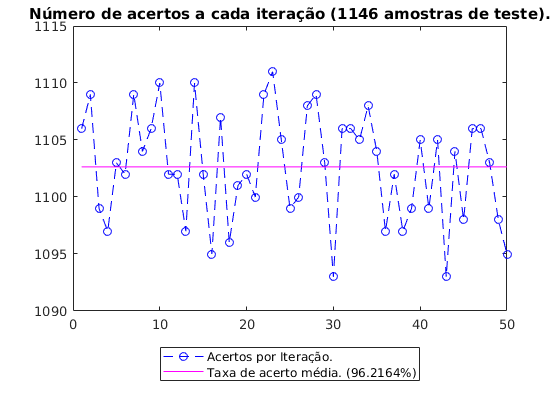 Número de acertos a cada iteração (1146 amostras de teste).
1115
1110
1105
1100
1095
1090
0 10 20 30 40 50
Acertos por Iteração.
Taxa de acerto média. (96.2164%)